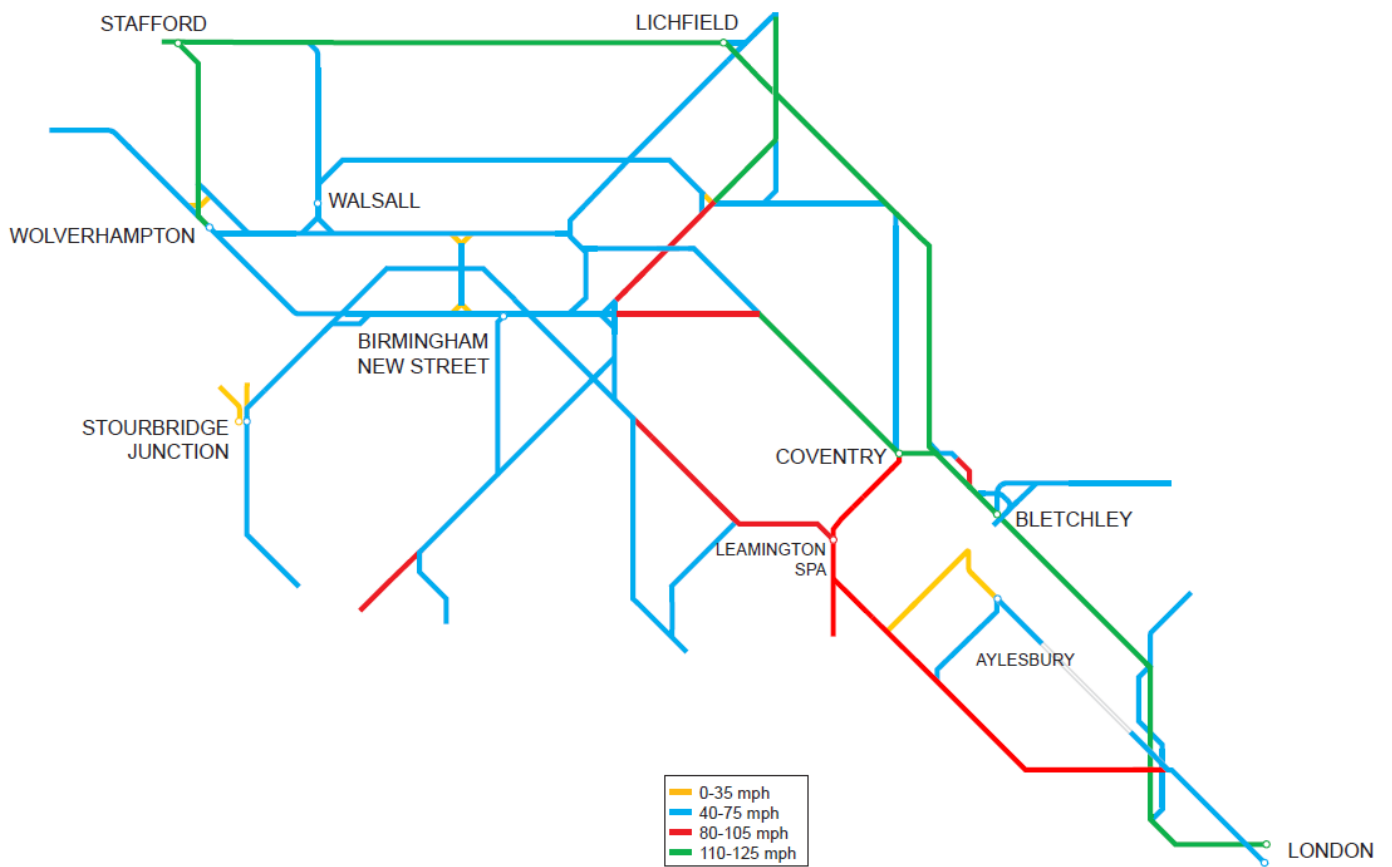 STAFFORD
LICHFIELD
WALSALL
WOLVERHAMPTON
BIRMINGHAM
NEW STREET
STOURBRIDGE
JUNCTION
COVENTRY
BLETCHLEY
LEAMINGTON
SPA
AYLESBURY
0-35 mph
40-75 mph
80-105 mph
110-125 mph
LONDON